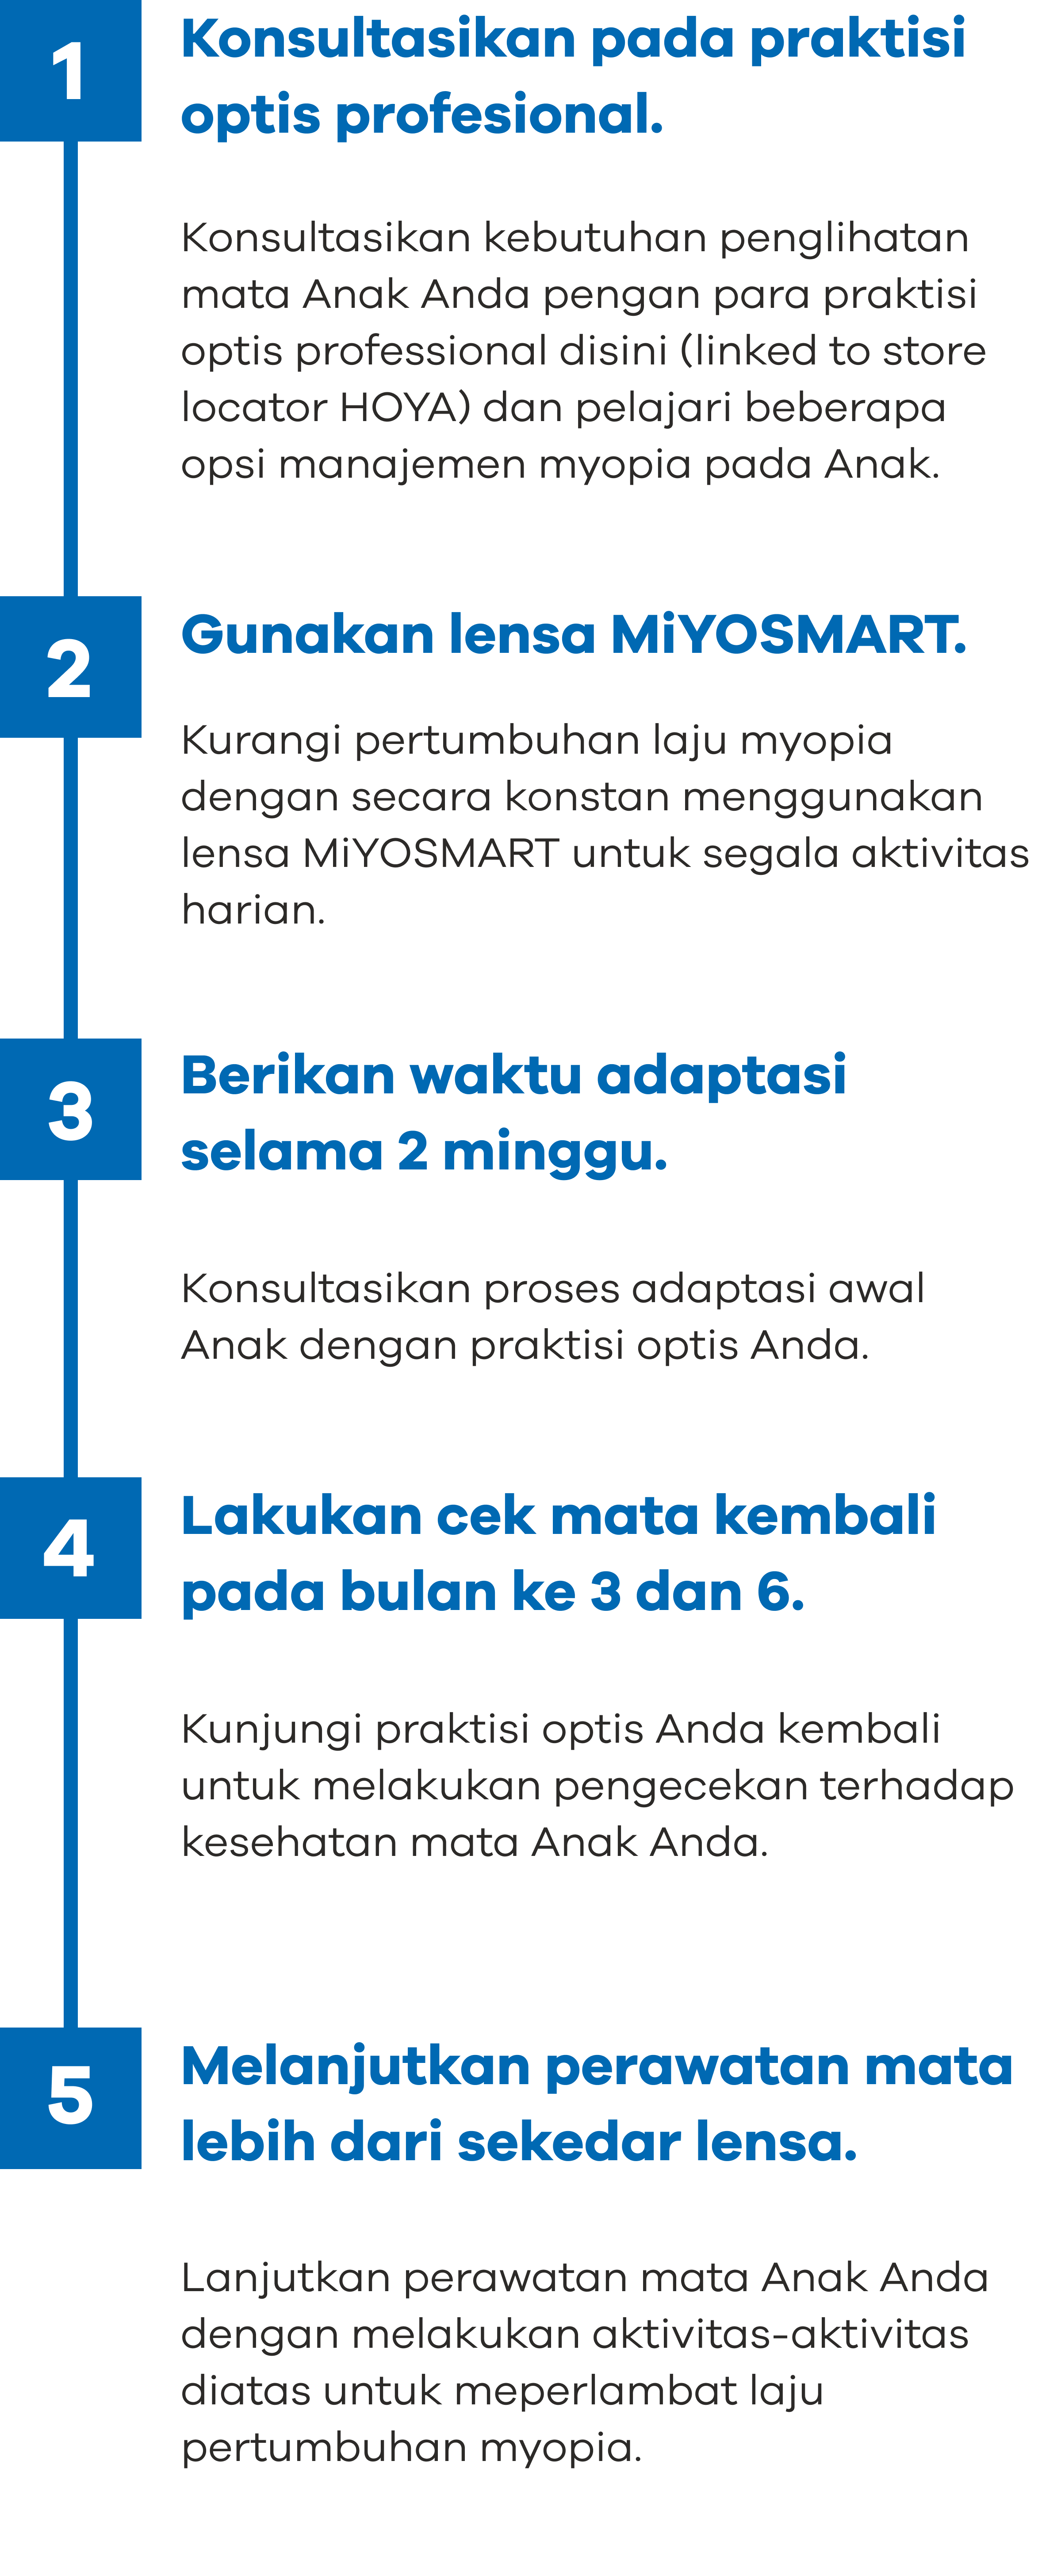 1
Konsultasikan pada praktisi
optis profesional.
Konsultasikan kebutuhan penglihatan
mata Anak Anda pengan para praktisi
optis professional disini (linked to store
locator HOYA) dan pelajari beberapa
opsi manajemen myopia pada Anak.
2
Gunakan lensa MiYOSMART.
Kurangi pertumbuhan laju myopia
dengan secara konstan menggunakan
lensa MiYOSMART untuk segala aktivitas
harian.
3
Berikan waktu adaptasi
selama 2 minggu.
Konsultasikan proses adaptasi awal
Anak dengan praktisi optis Anda.
4
Lakukan cek mata kembali
pada bulan ke 3 dan 6.
Kunjungi praktisi optis Anda kembali
untuk melakukan pengecekan terhadap
kesehatan mata Anak Anda.
5
Melanjutkan perawatan mata
lebih dari sekedar lensa.
Lanjutkan perawatan mata Anak Anda
dengan melakukan aktivitas-aktivitas
diatas untuk meperlambat laju
pertumbuhan myopia.